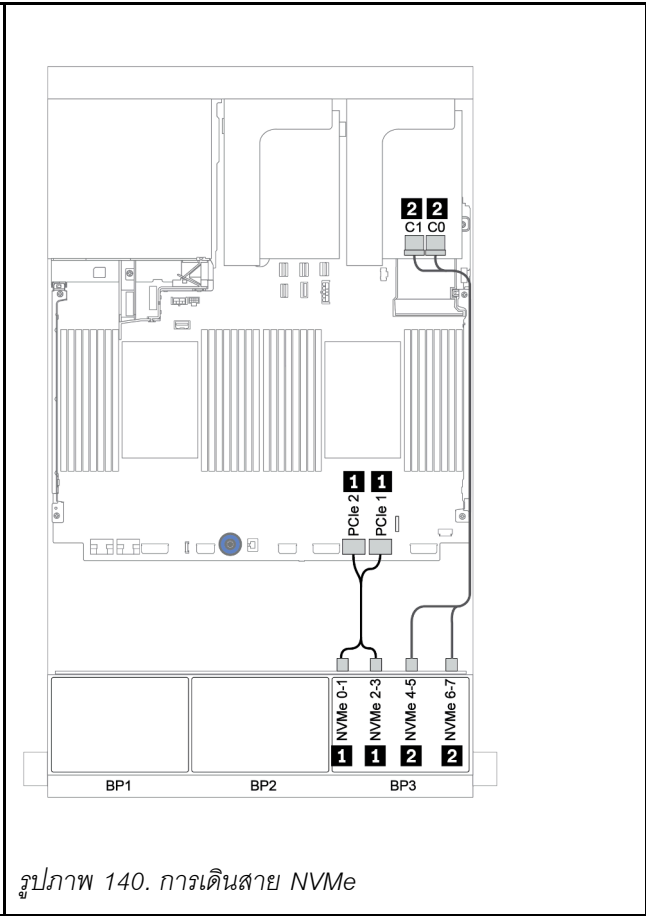 2 2
C1 C0
1 1
PCIe 2 PCIe 1
NVMe 0-1 NVMe 2-3 NVMe 4-5 NVMe 6-7
1 1 2 2
BP1 BP2 BP3
รูปภาพ 140. การเดินสาย NVMe